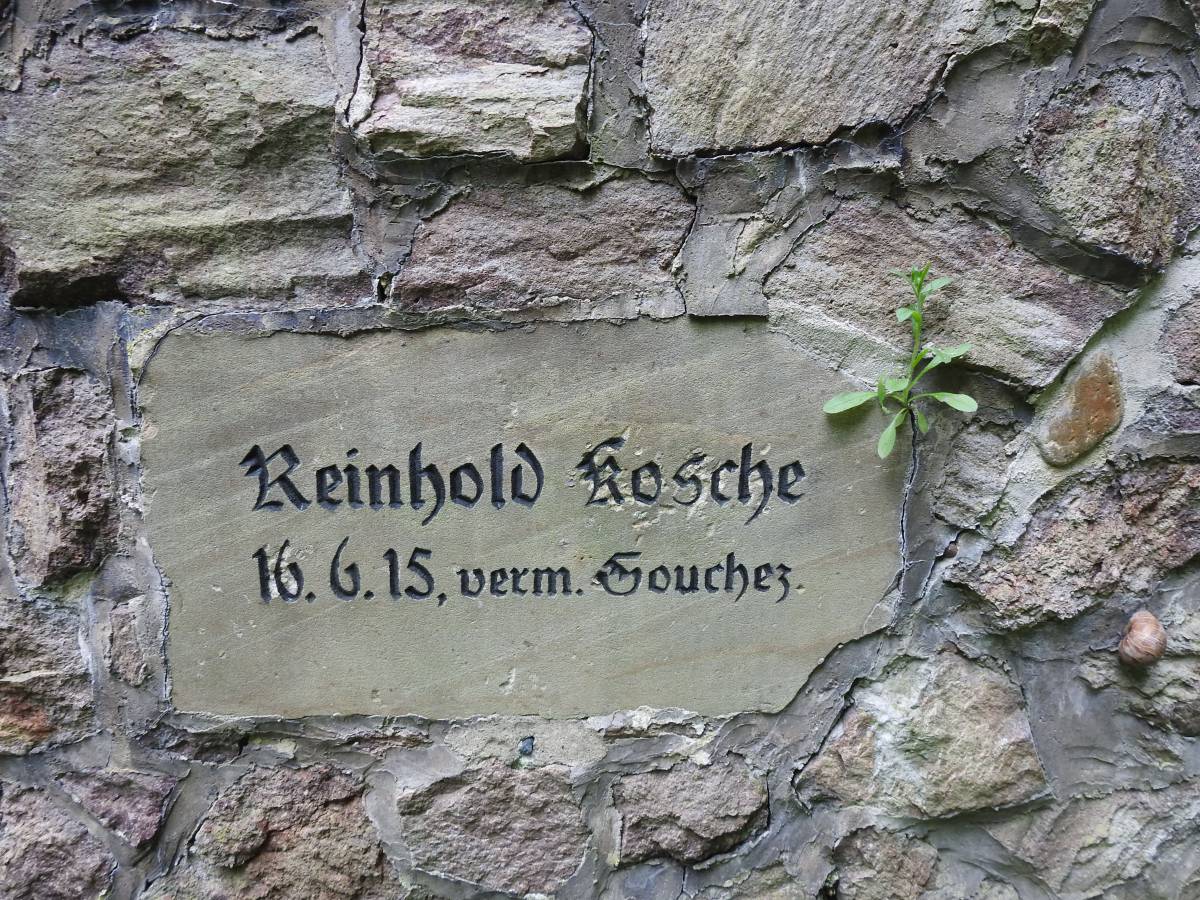 Reinhold Kosche
16.6.15, verm. Souchez.